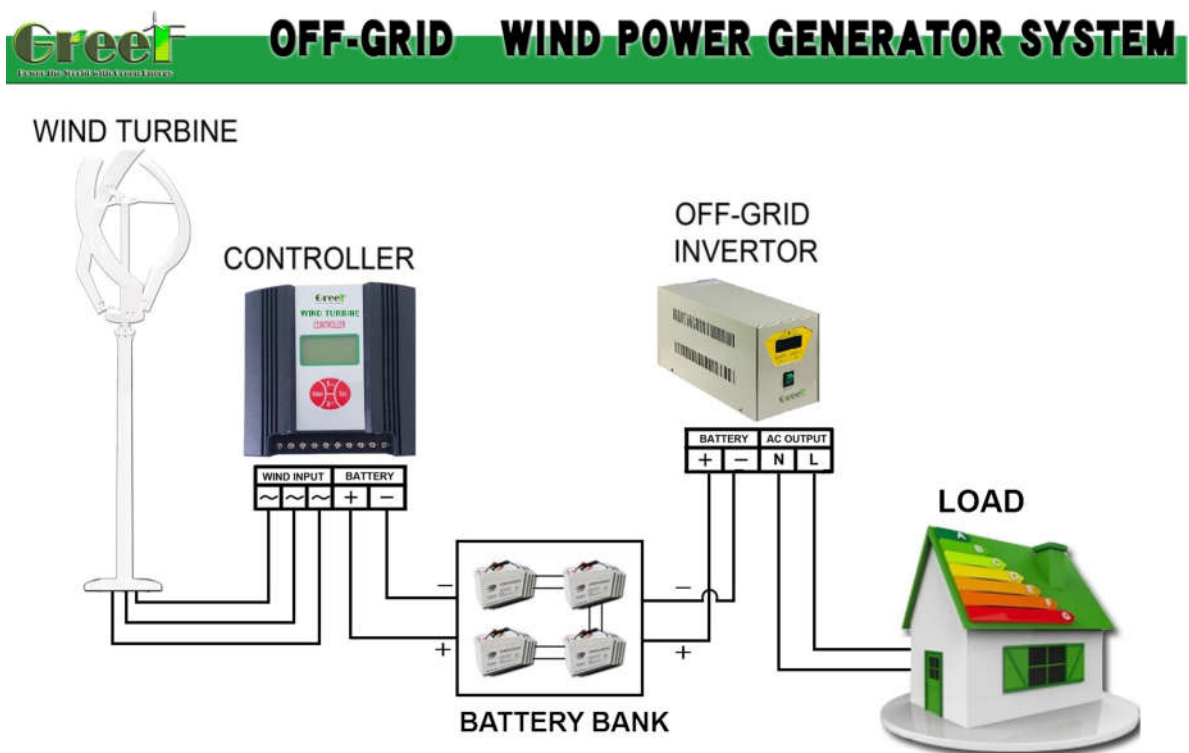 Greef
OFF-GRID WIND POWER GENERATOR SYSTEM
WIND TURBINE
CONTROLLER
Greef
WIND TURBINE
CONTROLLER
WIND INPUT BATTERY
~ ~ ~ + −
OFF-GRID
INVERTOR
Greef
BATTERY AC OUTPUT
+ − N L
− −
+ +
BATTERY BANK
LOAD
A
B
G